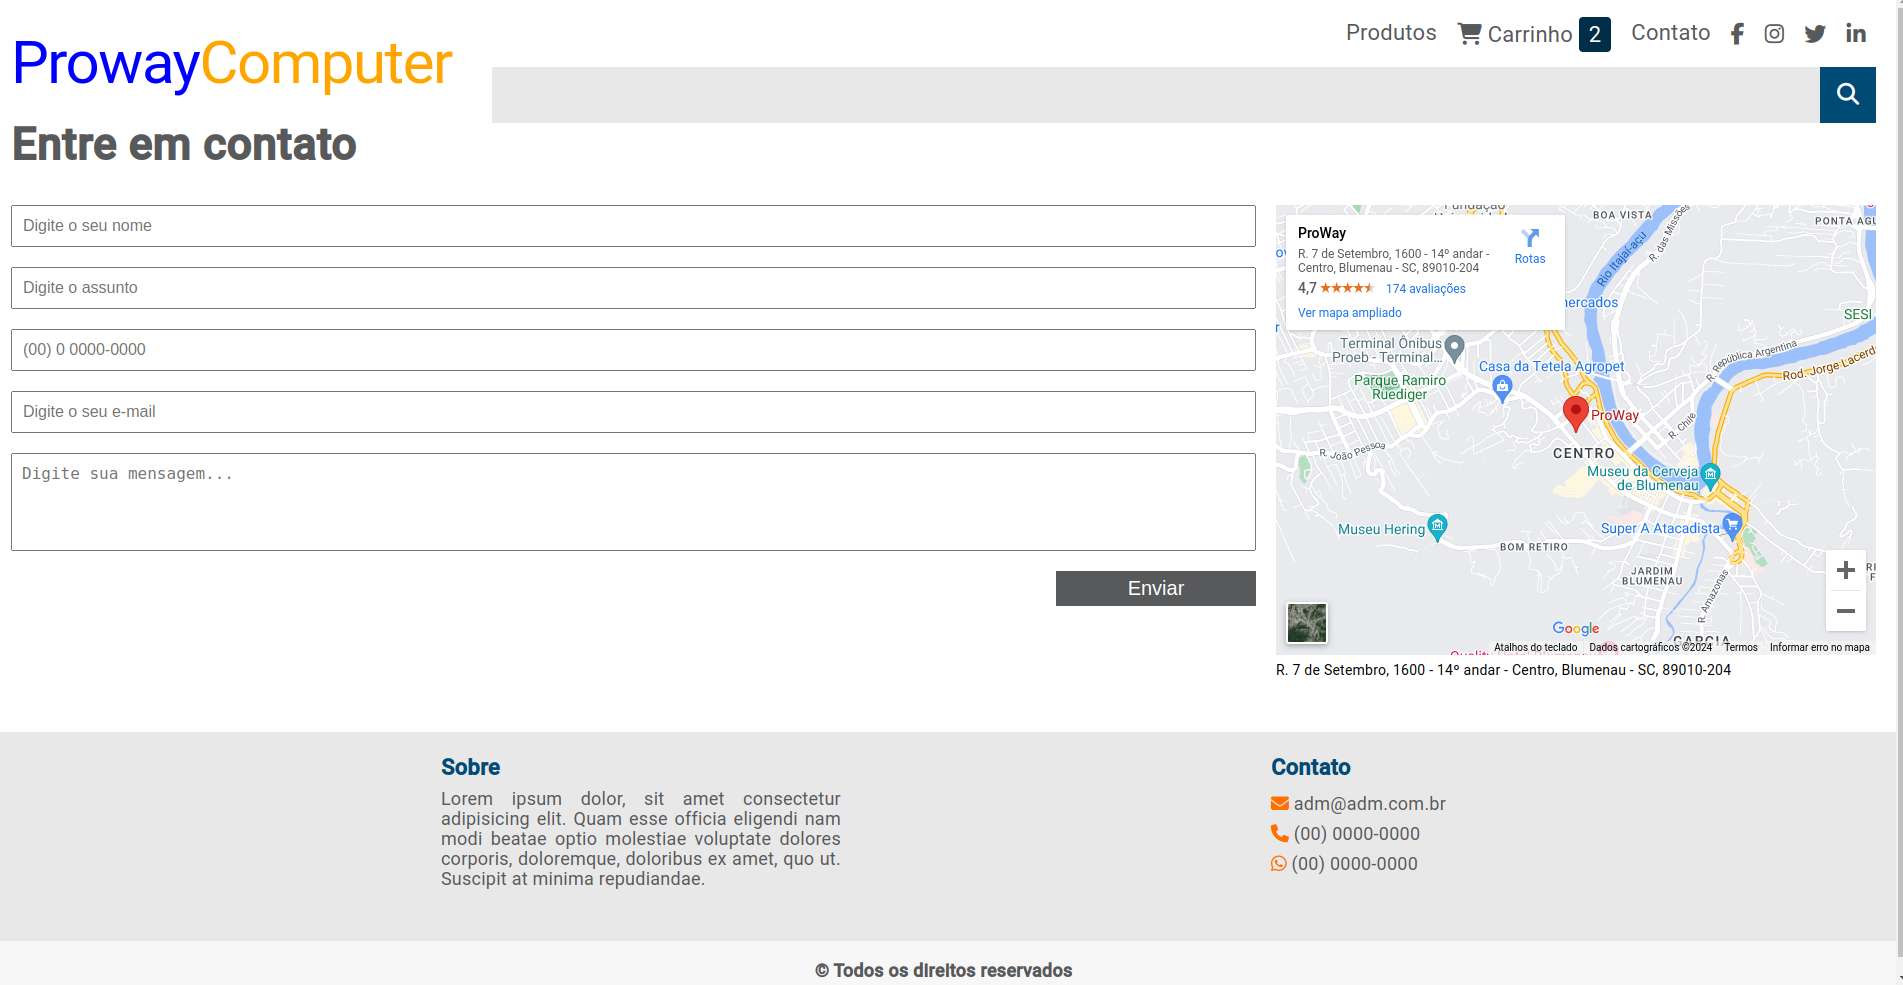 ProwayComputer
Produtos
Carrinho 2
Contato
Entre em contato
Digite o seu nome
Digite o assunto
(00) 0 0000-0000
Digite o seu e-mail
Digite sua mensagem...
Enviar
ProWay
R. 7 de Setembro, 1600 - 14º andar -
Centro, Blumenau - SC, 89010-204
4,7
174 avaliações
Ver mapa ampliado
Rotas
BOA VISTA
R. das Missões
Rio Itajaí-açu
SESI
Terminal Ônibus
Proeb - Terminal...
Casa da Tetela Agropet
R. República Argentina
Rod. Jorge Lacerda
Parque Ramiro
Ruediger
ProWay
R. Chile
R. João Pessoa
CENTRO
Museu da Cerveja
de Blumenau
Museu Hering
Super A Atacadista
BOM RETIRO
JARDIM
BLUMENAU
R. Amazonas
Google
GARCIA
Atalhos do teclado
Dados cartográficos ©2024
Termos
Informar erro no mapa
R. 7 de Setembro, 1600 - 14º andar - Centro, Blumenau - SC, 89010-204
Sobre
Lorem ipsum dolor, sit amet consectetur
adipisicing elit. Quam esse officia eligendi nam
modi beatae optio molestiae voluptate dolores
corporis, doloremque, doloribus ex amet, quo ut.
Suscipit at minima repudiandae.
Contato
adm@adm.com.br
(00) 0000-0000
(00) 0000-0000
© Todos os direitos reservados